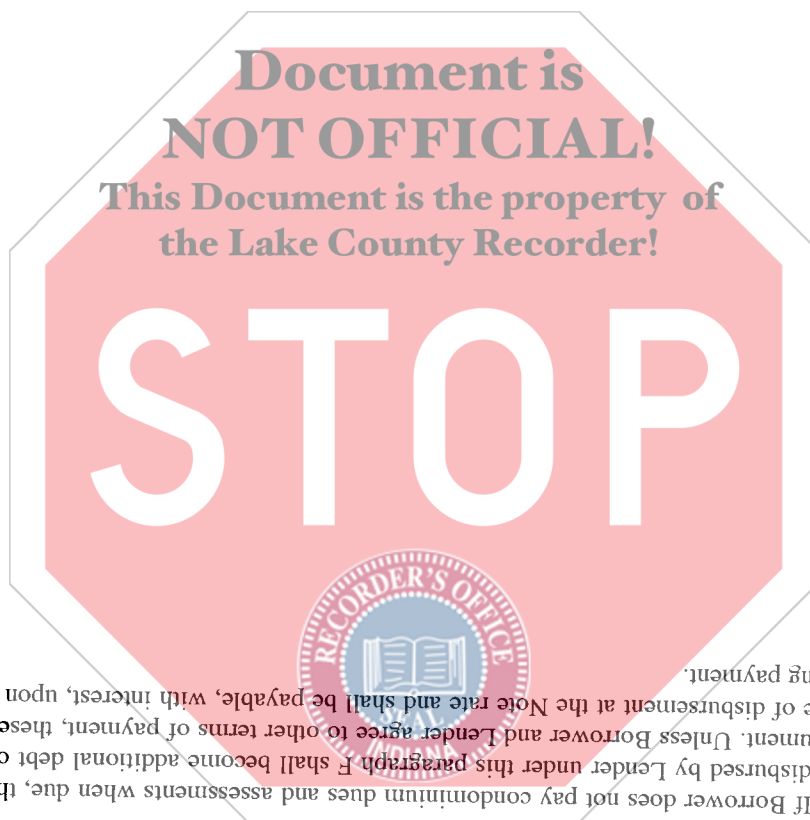 Document is
NOT OFFICIAL!
This Document is the property of
the Lake County Recorder!
STOP
RECORDER'S OFFICE
SEAL
INDIANA
If Borrower does not pay condominium dues and assessments when due, th
disbursed by Lender under this paragraph F shall become additional debt o
ument. Unless Borrower and Lender agree to other terms of payment, these
e of disbursement at the Note rate and shall be payable, with interest, upon
ng payment.